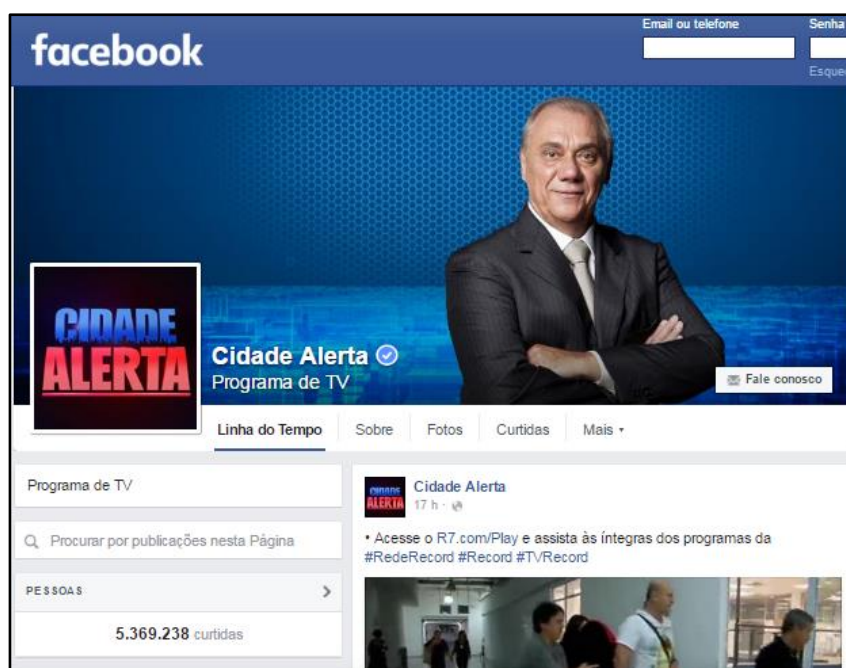 facebook
Email ou telefone
Senha
Esque
CIDADE
ALERTA
Cidade Alerta
Programa de TV
Fale conosco
Linha do Tempo
Sobre
Fotos
Curtidas
Mais
Programa de TV
Procurar por publicações nesta Página
PESSOAS
5.369.238 curtidas
CIDADE
ALERTA
Cidade Alerta
17 h ·
• Acesse o R7.com/Play e assista às íntegras dos programas da
#RedeRecord #Record #TVRecord